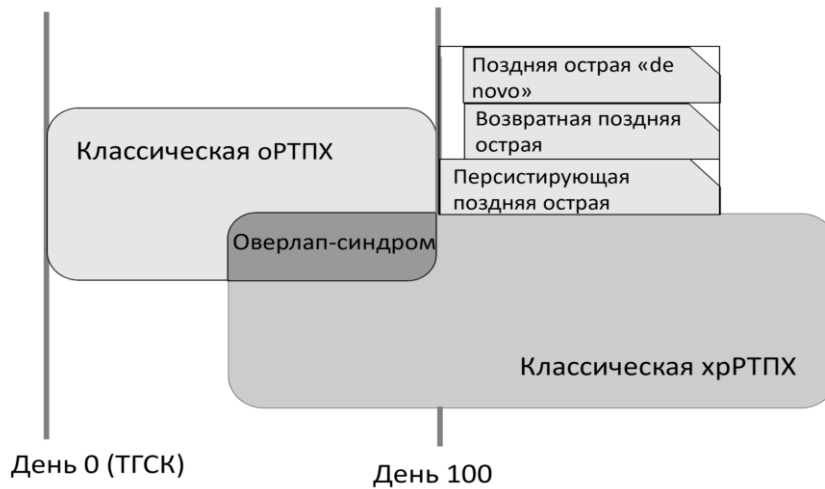 Поздняя острая «de
novo»
Возвратная поздняя
острая
Классическая оРТПХ
Персистирующая
поздняя острая
Оверлап-синдром
Классическая хрРТПХ
День 0 (ТГСК)
День 100